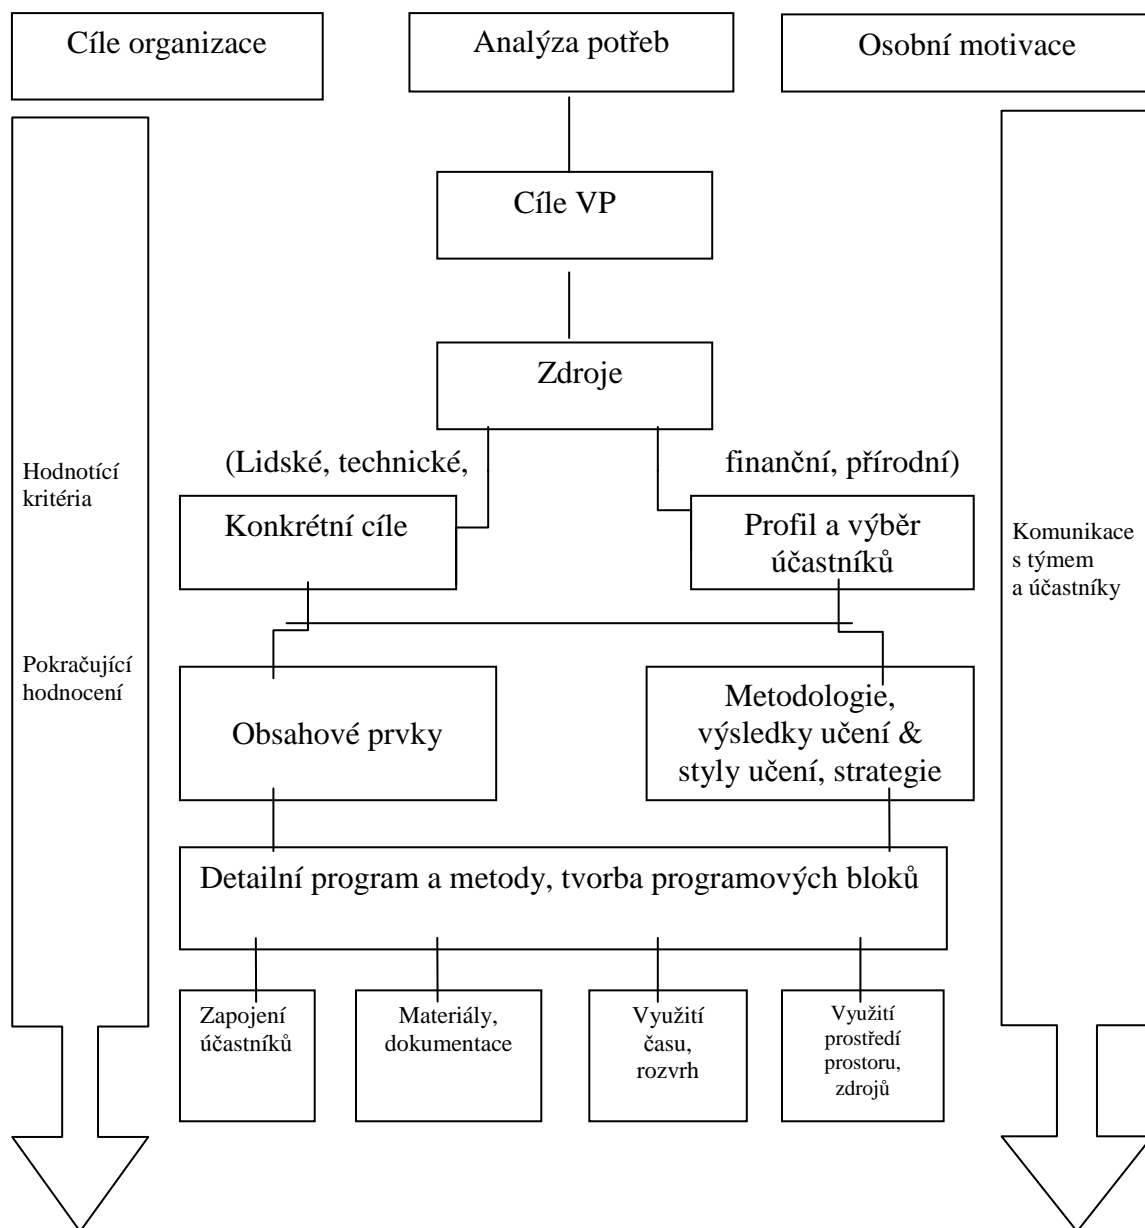 Cíle organizace
Analýza potřeb
Osobní motivace
Cíle VP
Zdroje
(Lidské, technické,
finanční, přírodní)
Hodnotící
kritéria
Konkrétní cíle
Profil a výběr
účastníků
Komunikace
s týmem
a účastníky
Pokračující
hodnocení
Obsahové prvky
Metodologie,
výsledky učení &
styly učení, strategie
Detailní program a metody, tvorba programových bloků
Zapojení
účastníků
Materiály,
dokumentace
Využití
času,
rozvrh
Využití
prostředí
prostoru,
zdrojů